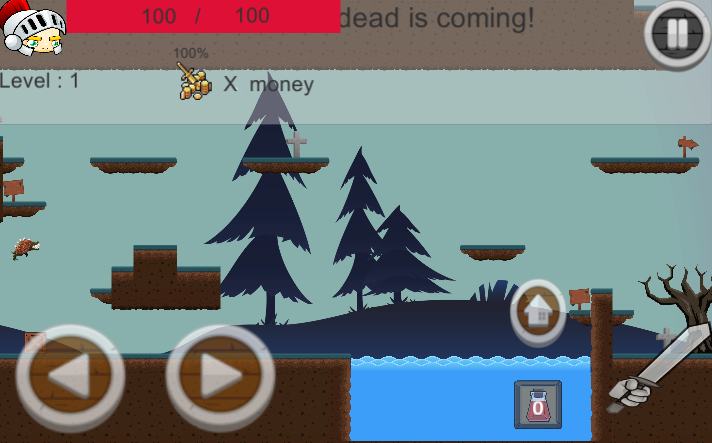 100 / 100
dead is coming!
100%
Level : 1
X money
0